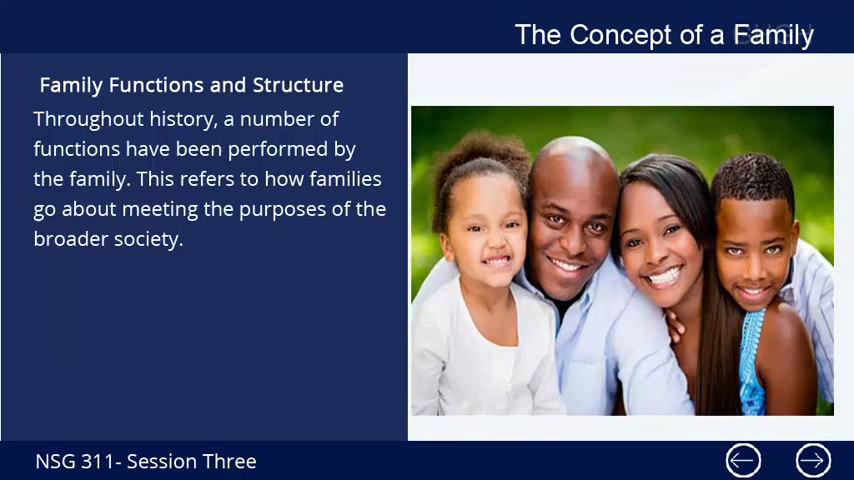 The Concept of a Family
Family Functions and Structure
Throughout history, a number of
functions have been performed by
the family. This refers to how families
go about meeting the purposes of the
broader society.
NSG 311- Session Three